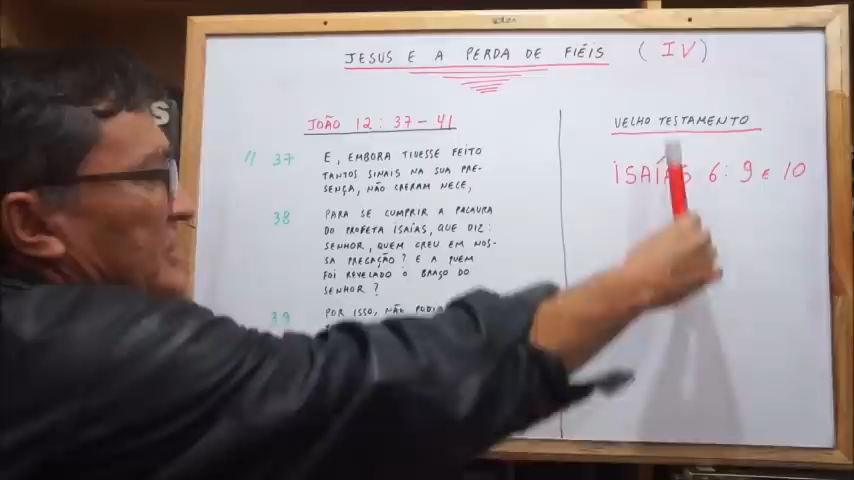 JESUS E A PERDA DE FIÉIS (IV)
JOÃO 12:37-41
VELHO TESTAMENTO
ISAÍAS 6:9 E 10
// 37 E, EMBORA TIVESSE FEITO
TANTOS SINAIS NA SUA PRE-
SENÇA, NÃO CRERAM NELE,
38 PARA SE CUMPRIR A PALAVRA
DO PROFETA ISAÍAS, QUE DIZ:
SENHOR, QUEM CREU EM NOS-
SA PREGAÇÃO? E A QUEM
FOI REVELADO O BRAÇO DO
SENHOR?
39 POR ISSO, NÃO